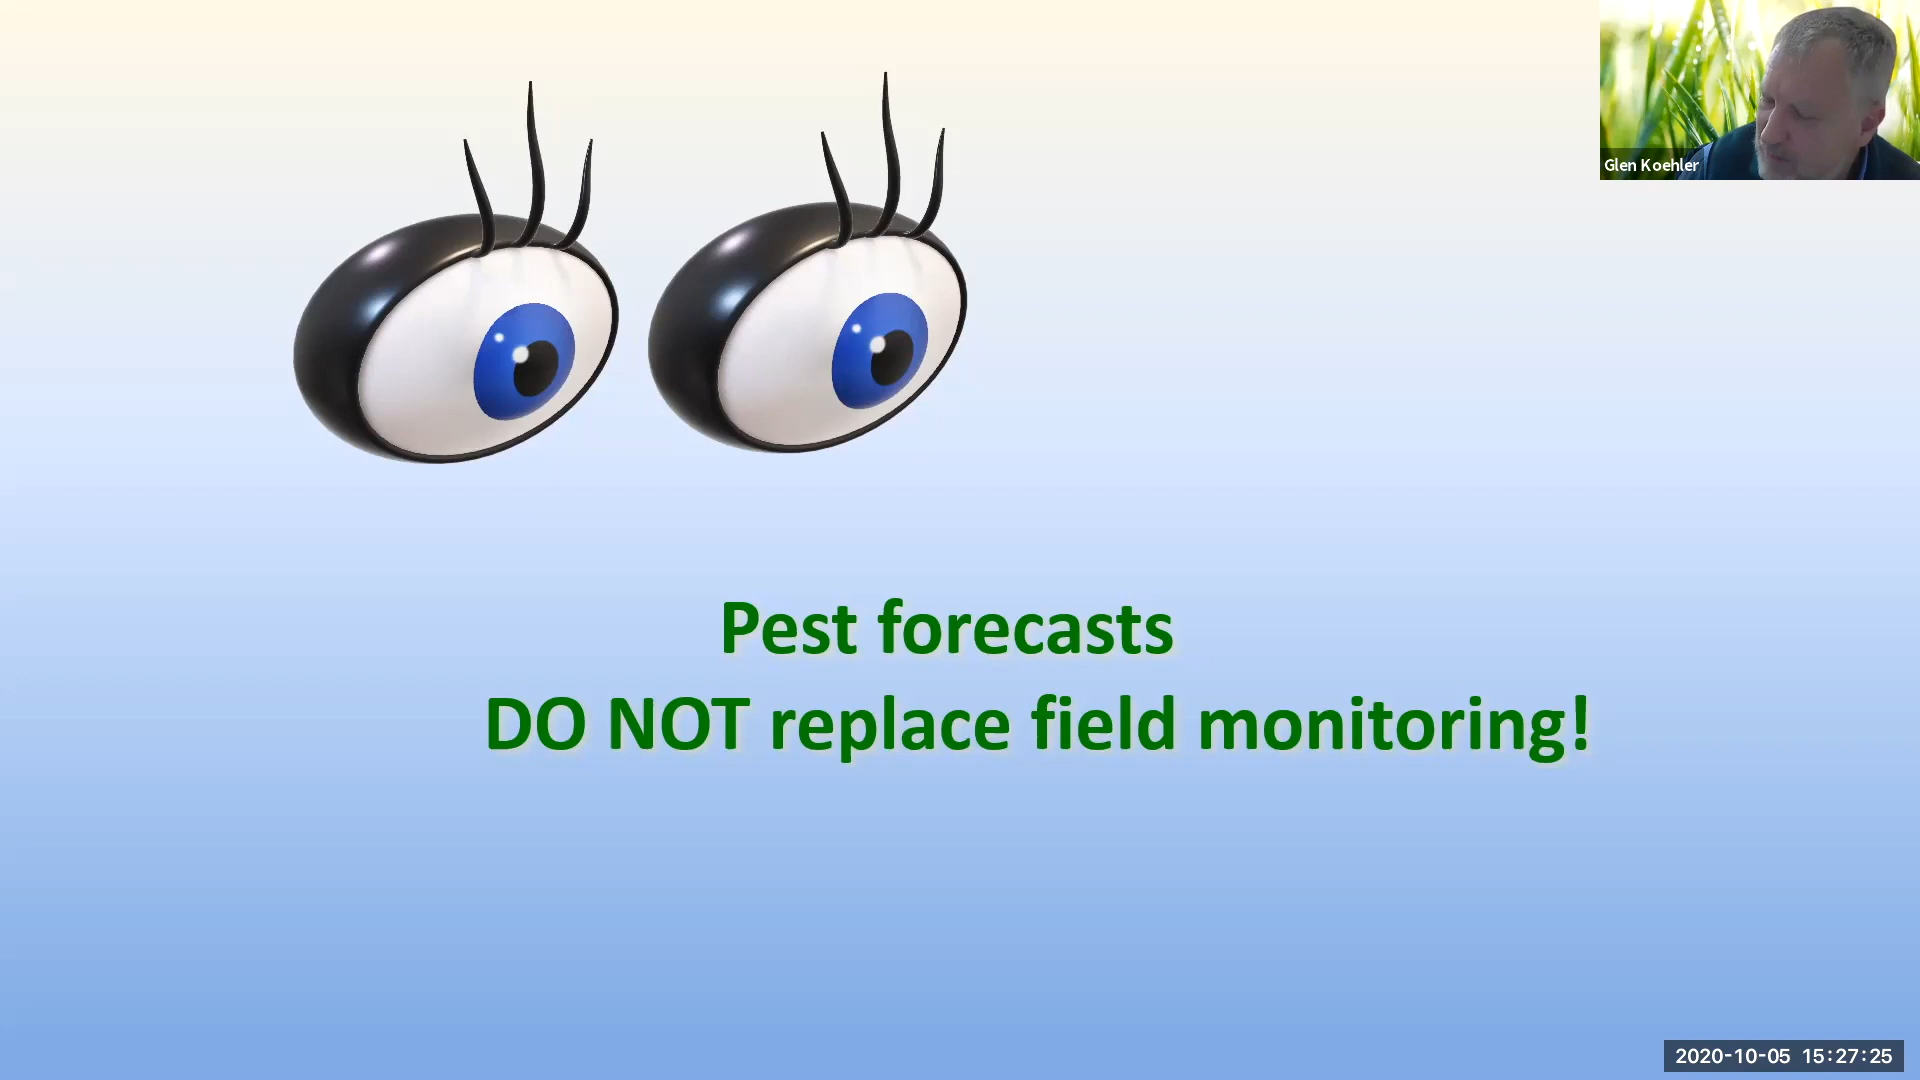 Glen Koehler
Pest forecasts
DO NOT replace field monitoring!
2020-10-05 15:27:25